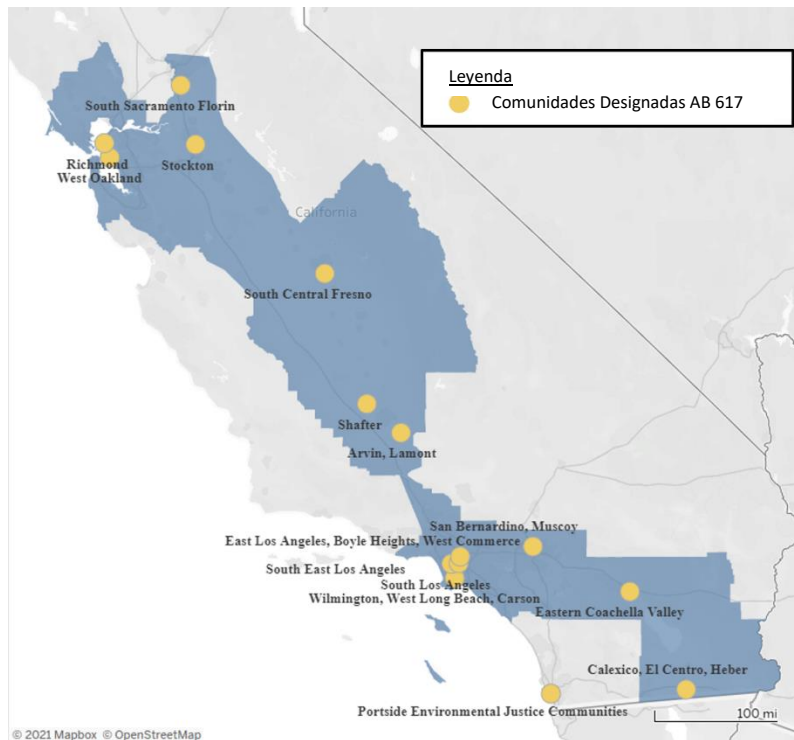 Leyenda
Comunidades Designadas AB 617
South Sacramento Florin
Richmond
West Oakland
Stockton
California
South Central Fresno
Shafter
Arvin, Lamont
San Bernardino, Muscoy
East Los Angeles, Boyle Heights, West Commerce
South East Los Angeles
South Los Angeles
Wilmington, West Long Beach, Carson
Eastern Coachella Valley
Calexico, El Centro, Heber
Portside Environmental Justice Communities
100 mi
© 2021 Mapbox © OpenStreetMap